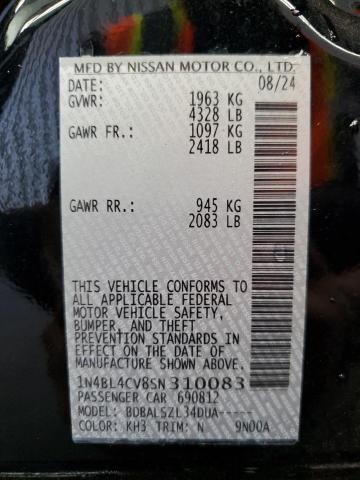 MFD BY NISSAN MOTOR CO., LTD.
DATE: 08/24
GVWR: 1963 KG
4328 LB
GAWR FR.: 1097 KG
2418 LB
GAWR RR.: 945 KG
2083 LB
THIS VEHICLE CONFORMS TO
ALL APPLICABLE FEDERAL
MOTOR VEHICLE SAFETY,
BUMPER, AND THEFT
PREVENTION STANDARDS IN
EFFECT ON THE DATE OF
MANUFACTURE SHOWN ABOVE.
1N4BL4CV8SN310083
PASSENGER CAR 690812
MODEL: BDBALSZL34DUA-----
COLOR: KH3 TRIM: N 9N00A